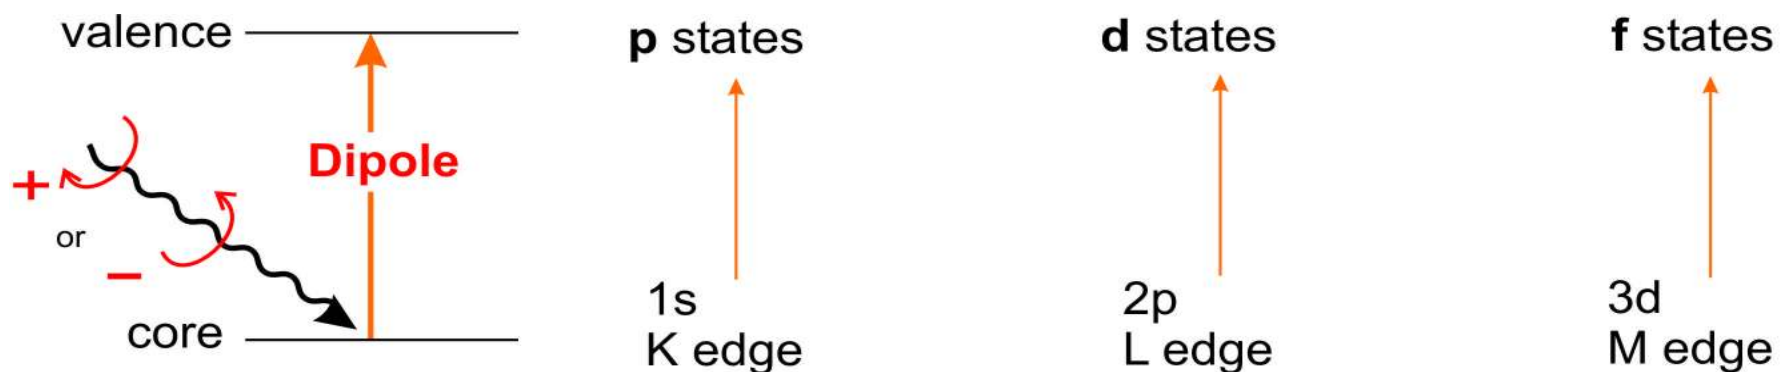 valence
Dipole
+
or
−
core
p states
1s
K edge
d states
2p
L edge
f states
3d
M edge